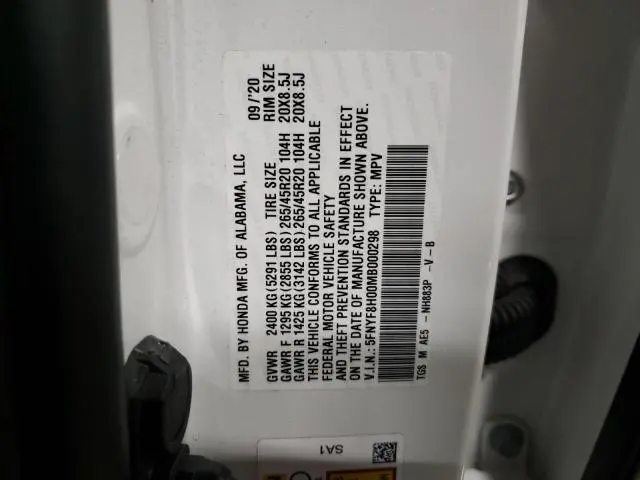 MFD. BY HONDA MFG. OF ALABAMA, LLC 09/'20
GVWR 2400 KG (5291 LBS) TIRE SIZE RIM SIZE
GAWR F 1295 KG (2855 LBS) 265/45R20 104H 20X8.5J
GAWR R 1425 KG (3142 LBS) 265/45R20 104H 20X8.5J
THIS VEHICLE CONFORMS TO ALL APPLICABLE
FEDERAL MOTOR VEHICLE SAFETY
AND THEFT PREVENTION STANDARDS IN EFFECT
ON THE DATE OF MANUFACTURE SHOWN ABOVE.
V.I.N.: 5FNYF8H00MB000298 TYPE: MPV
TGS M AE5 - NH883P -V-B
SA1